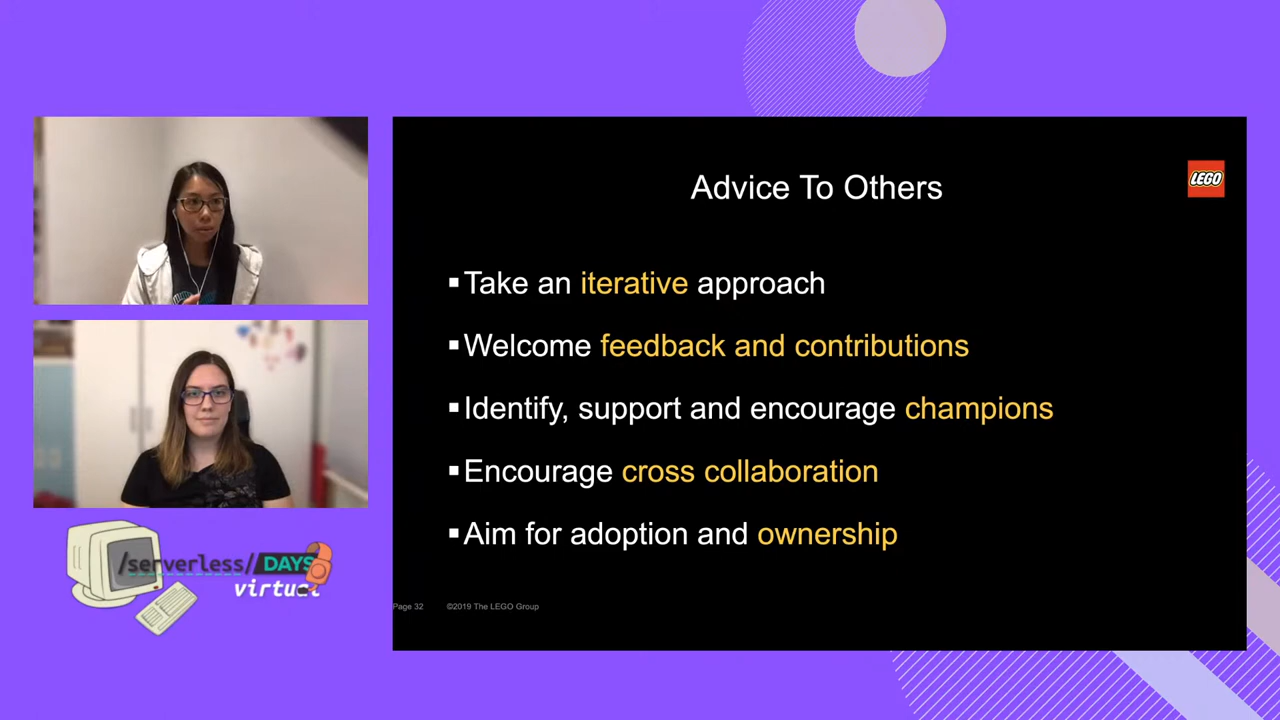 Advice To Others
LEGO
▪Take an iterative approach
▪Welcome feedback and contributions
▪Identify, support and encourage champions
▪Encourage cross collaboration
▪Aim for adoption and ownership
Page 32 ©2019 The LEGO Group
/serverless/DAYS
virtual